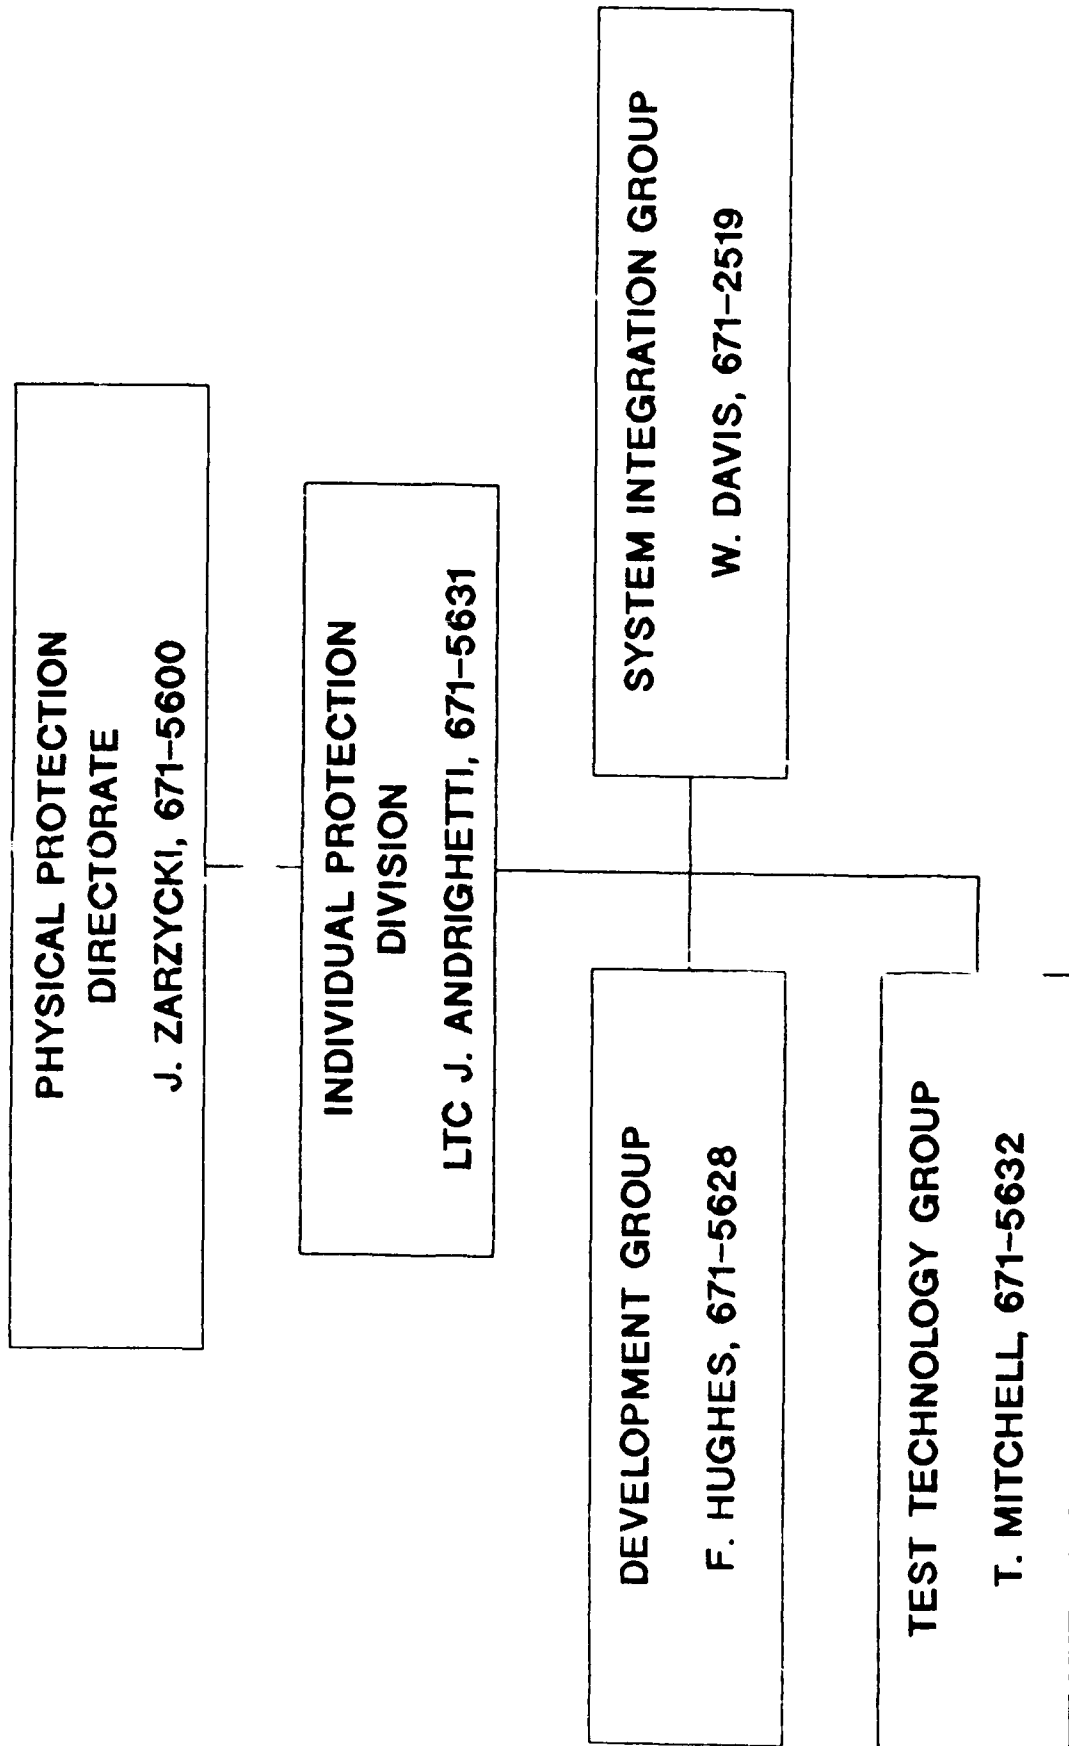 PHYSICAL PROTECTION
DIRECTORATE
J. ZARZYCKI, 671-5600
INDIVIDUAL PROTECTION
DIVISION
LTC J. ANDRIGHETTI, 671-5631
DEVELOPMENT GROUP
F. HUGHES, 671-5628
SYSTEM INTEGRATION GROUP
W. DAVIS, 671-2519
TEST TECHNOLOGY GROUP
T. MITCHELL, 671-5632